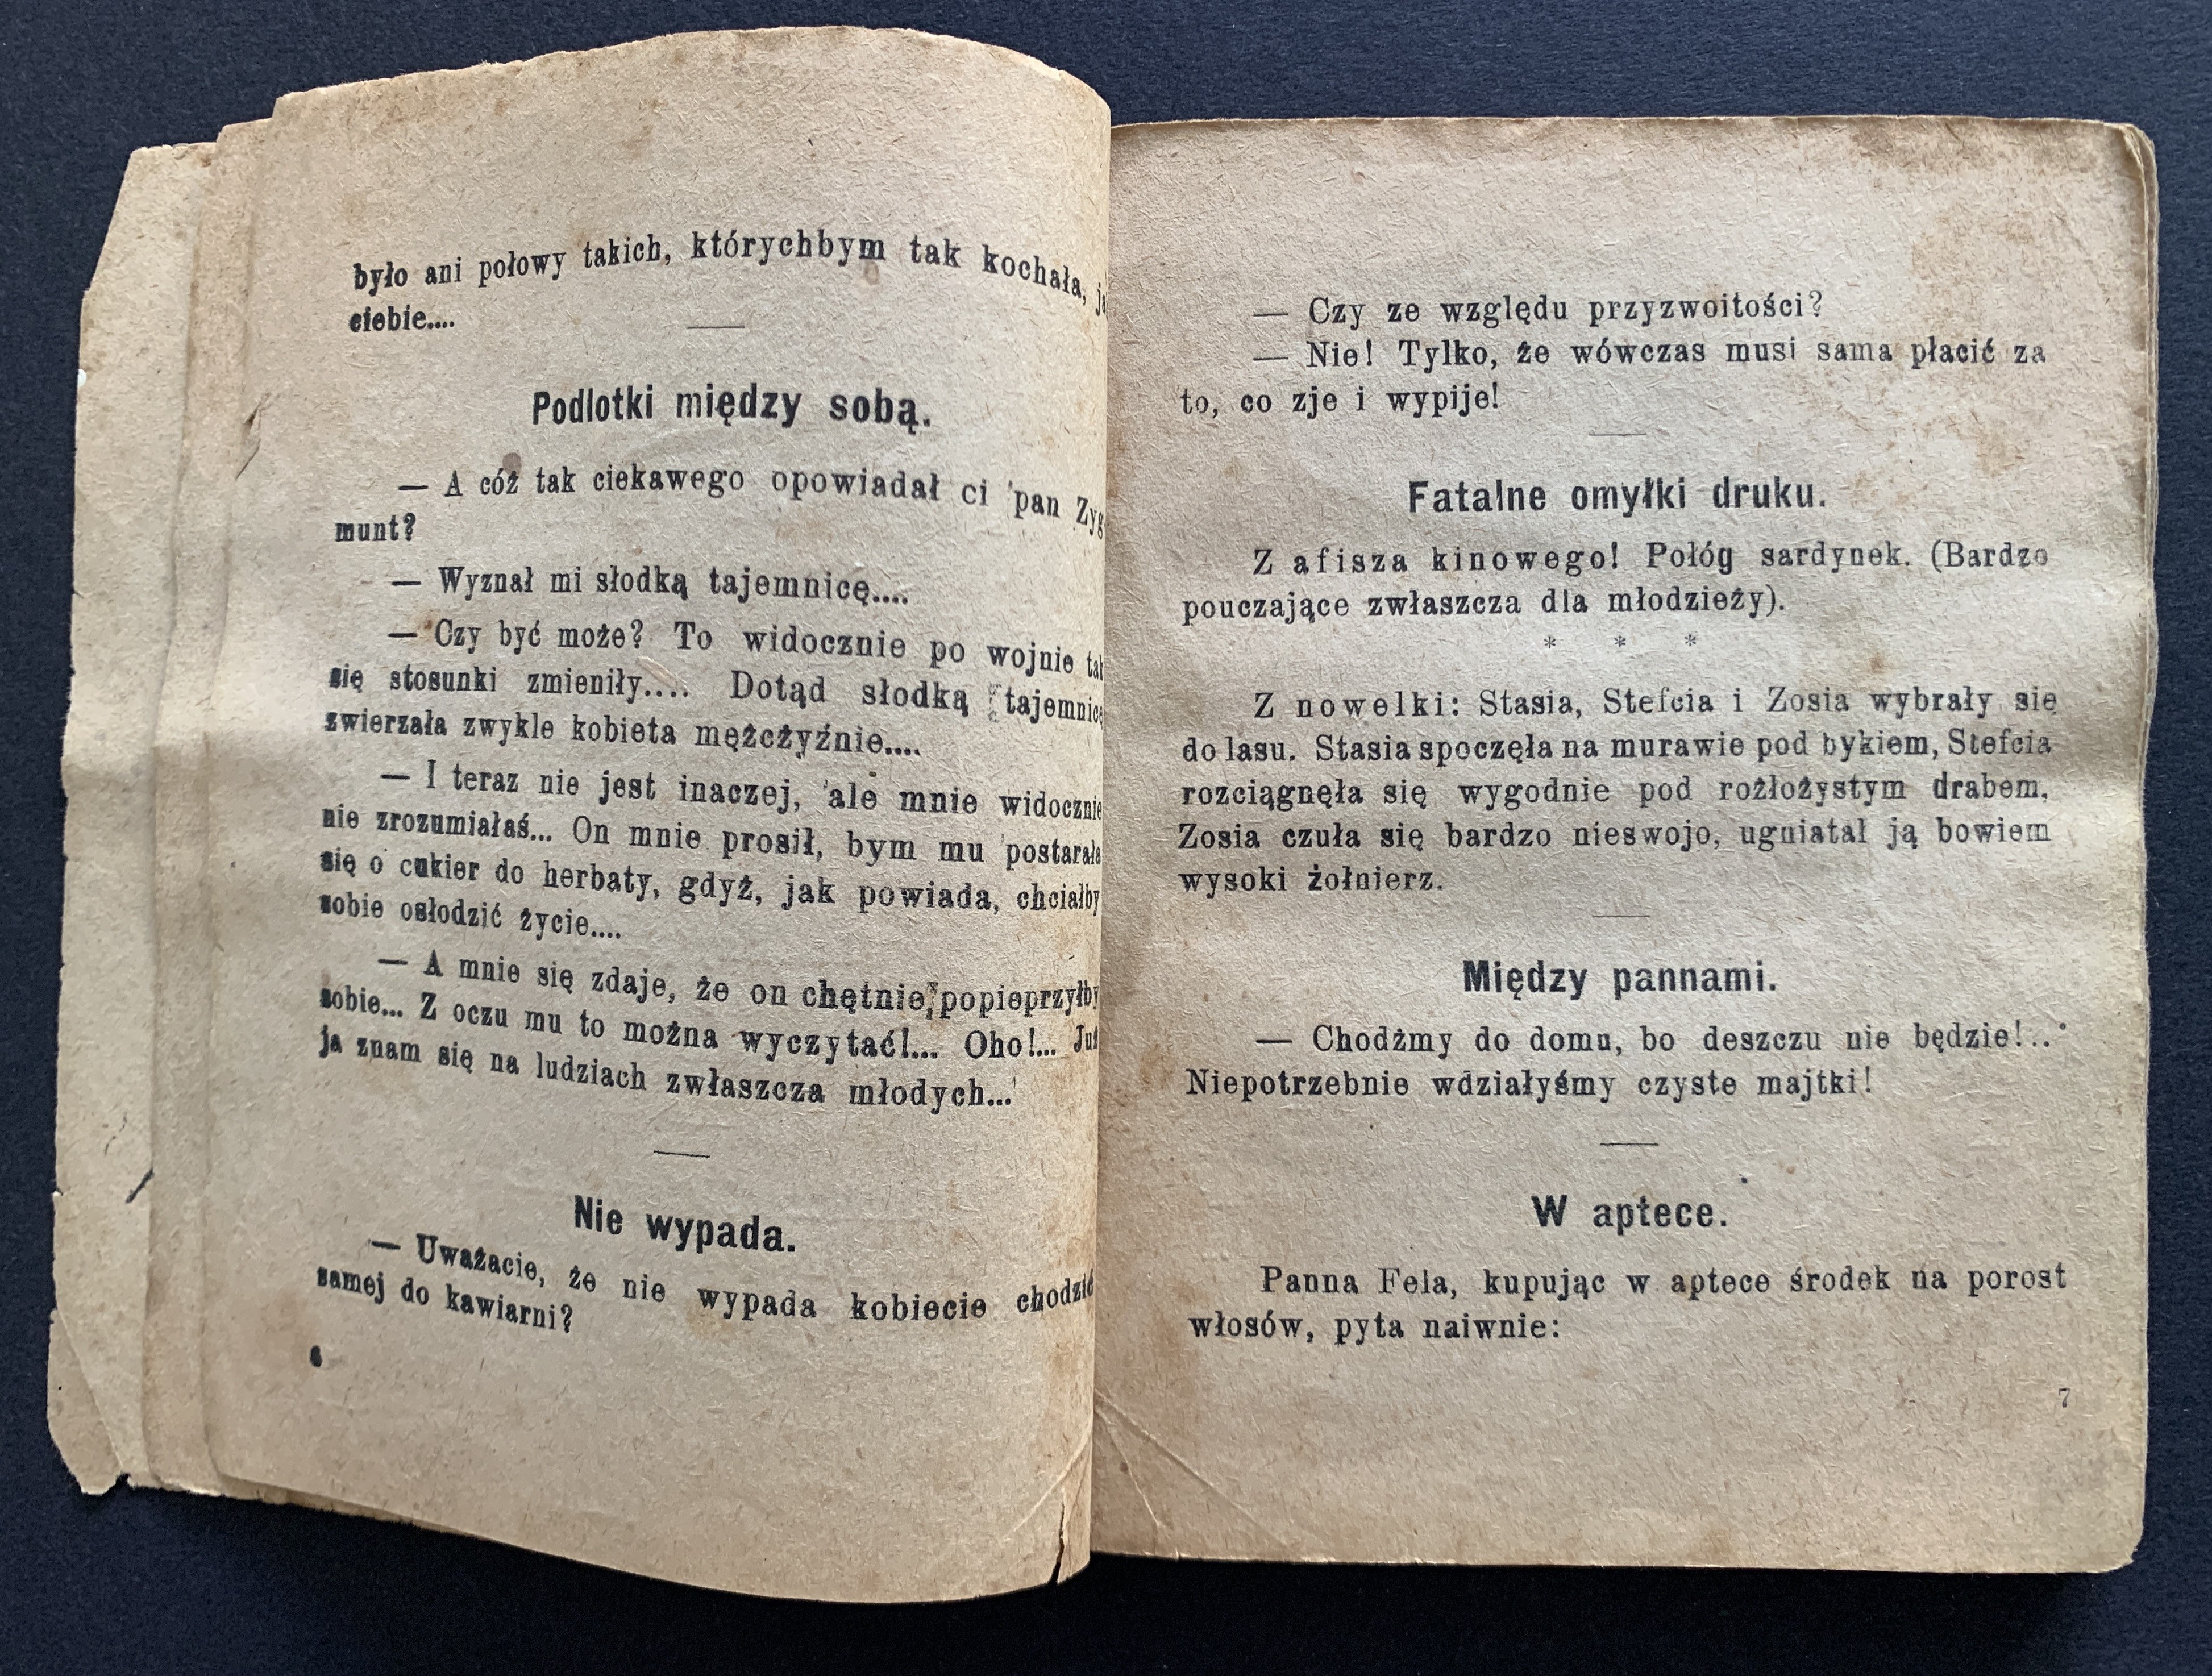 było ani połowy takich, którychbym tak kochała,
ciebie....
Podlotki między sobą.
— A cóż tak ciekawego opowiadał ci pan Zyg
munt?
— Wyznał mi słodką tajemnicę....
— Czy być może? To widocznie po wojnie tak
się stosunki zmieniły.... Dotąd słodką tajemnicę
zwierzała zwykle kobieta mężczyźnie....
— I teraz nie jest inaczej, ale mnie widocznie
nie zrozumiałaś... On mnie prosił, bym mu postarała
się o cukier do herbaty, gdyż, jak powiada, chciałby
sobie osłodzić życie....
— A mnie się zdaje, że on chętnie popieprzyłby
sobie... Z oczu mu to można wyczytać!... Oho!... Już
ja znam się na ludziach zwłaszcza młodych...
Nie wypada.
— Uważacie, że nie wypada kobiecie chodzić
samej do kawiarni?
— Czy ze względu przyzwoitości?
— Nie! Tylko, że wówczas musi sama płacić za
to, co zje i wypije!
Fatalne omyłki druku.
Z afisza kinowego! Połóg sardynek. (Bardzo
pouczające zwłaszcza dla młodzieży).
* * *
Z nowelki: Stasia, Stefcia i Zosia wybrały się
do lasu. Stasia spoczęła na murawie pod bykiem, Stefcia
rozciągnęła się wygodnie pod rozłożystym drabem,
Zosia czuła się bardzo nieswojo, ugniatał ją bowiem
wysoki żołnierz.
Między pannami.
— Chodźmy do domu, bo deszczu nie będzie!..
Niepotrzebnie wdziałyśmy czyste majtki!
W aptece.
Panna Fela, kupując w aptece środek na porost
włosów, pyta naiwnie:
7